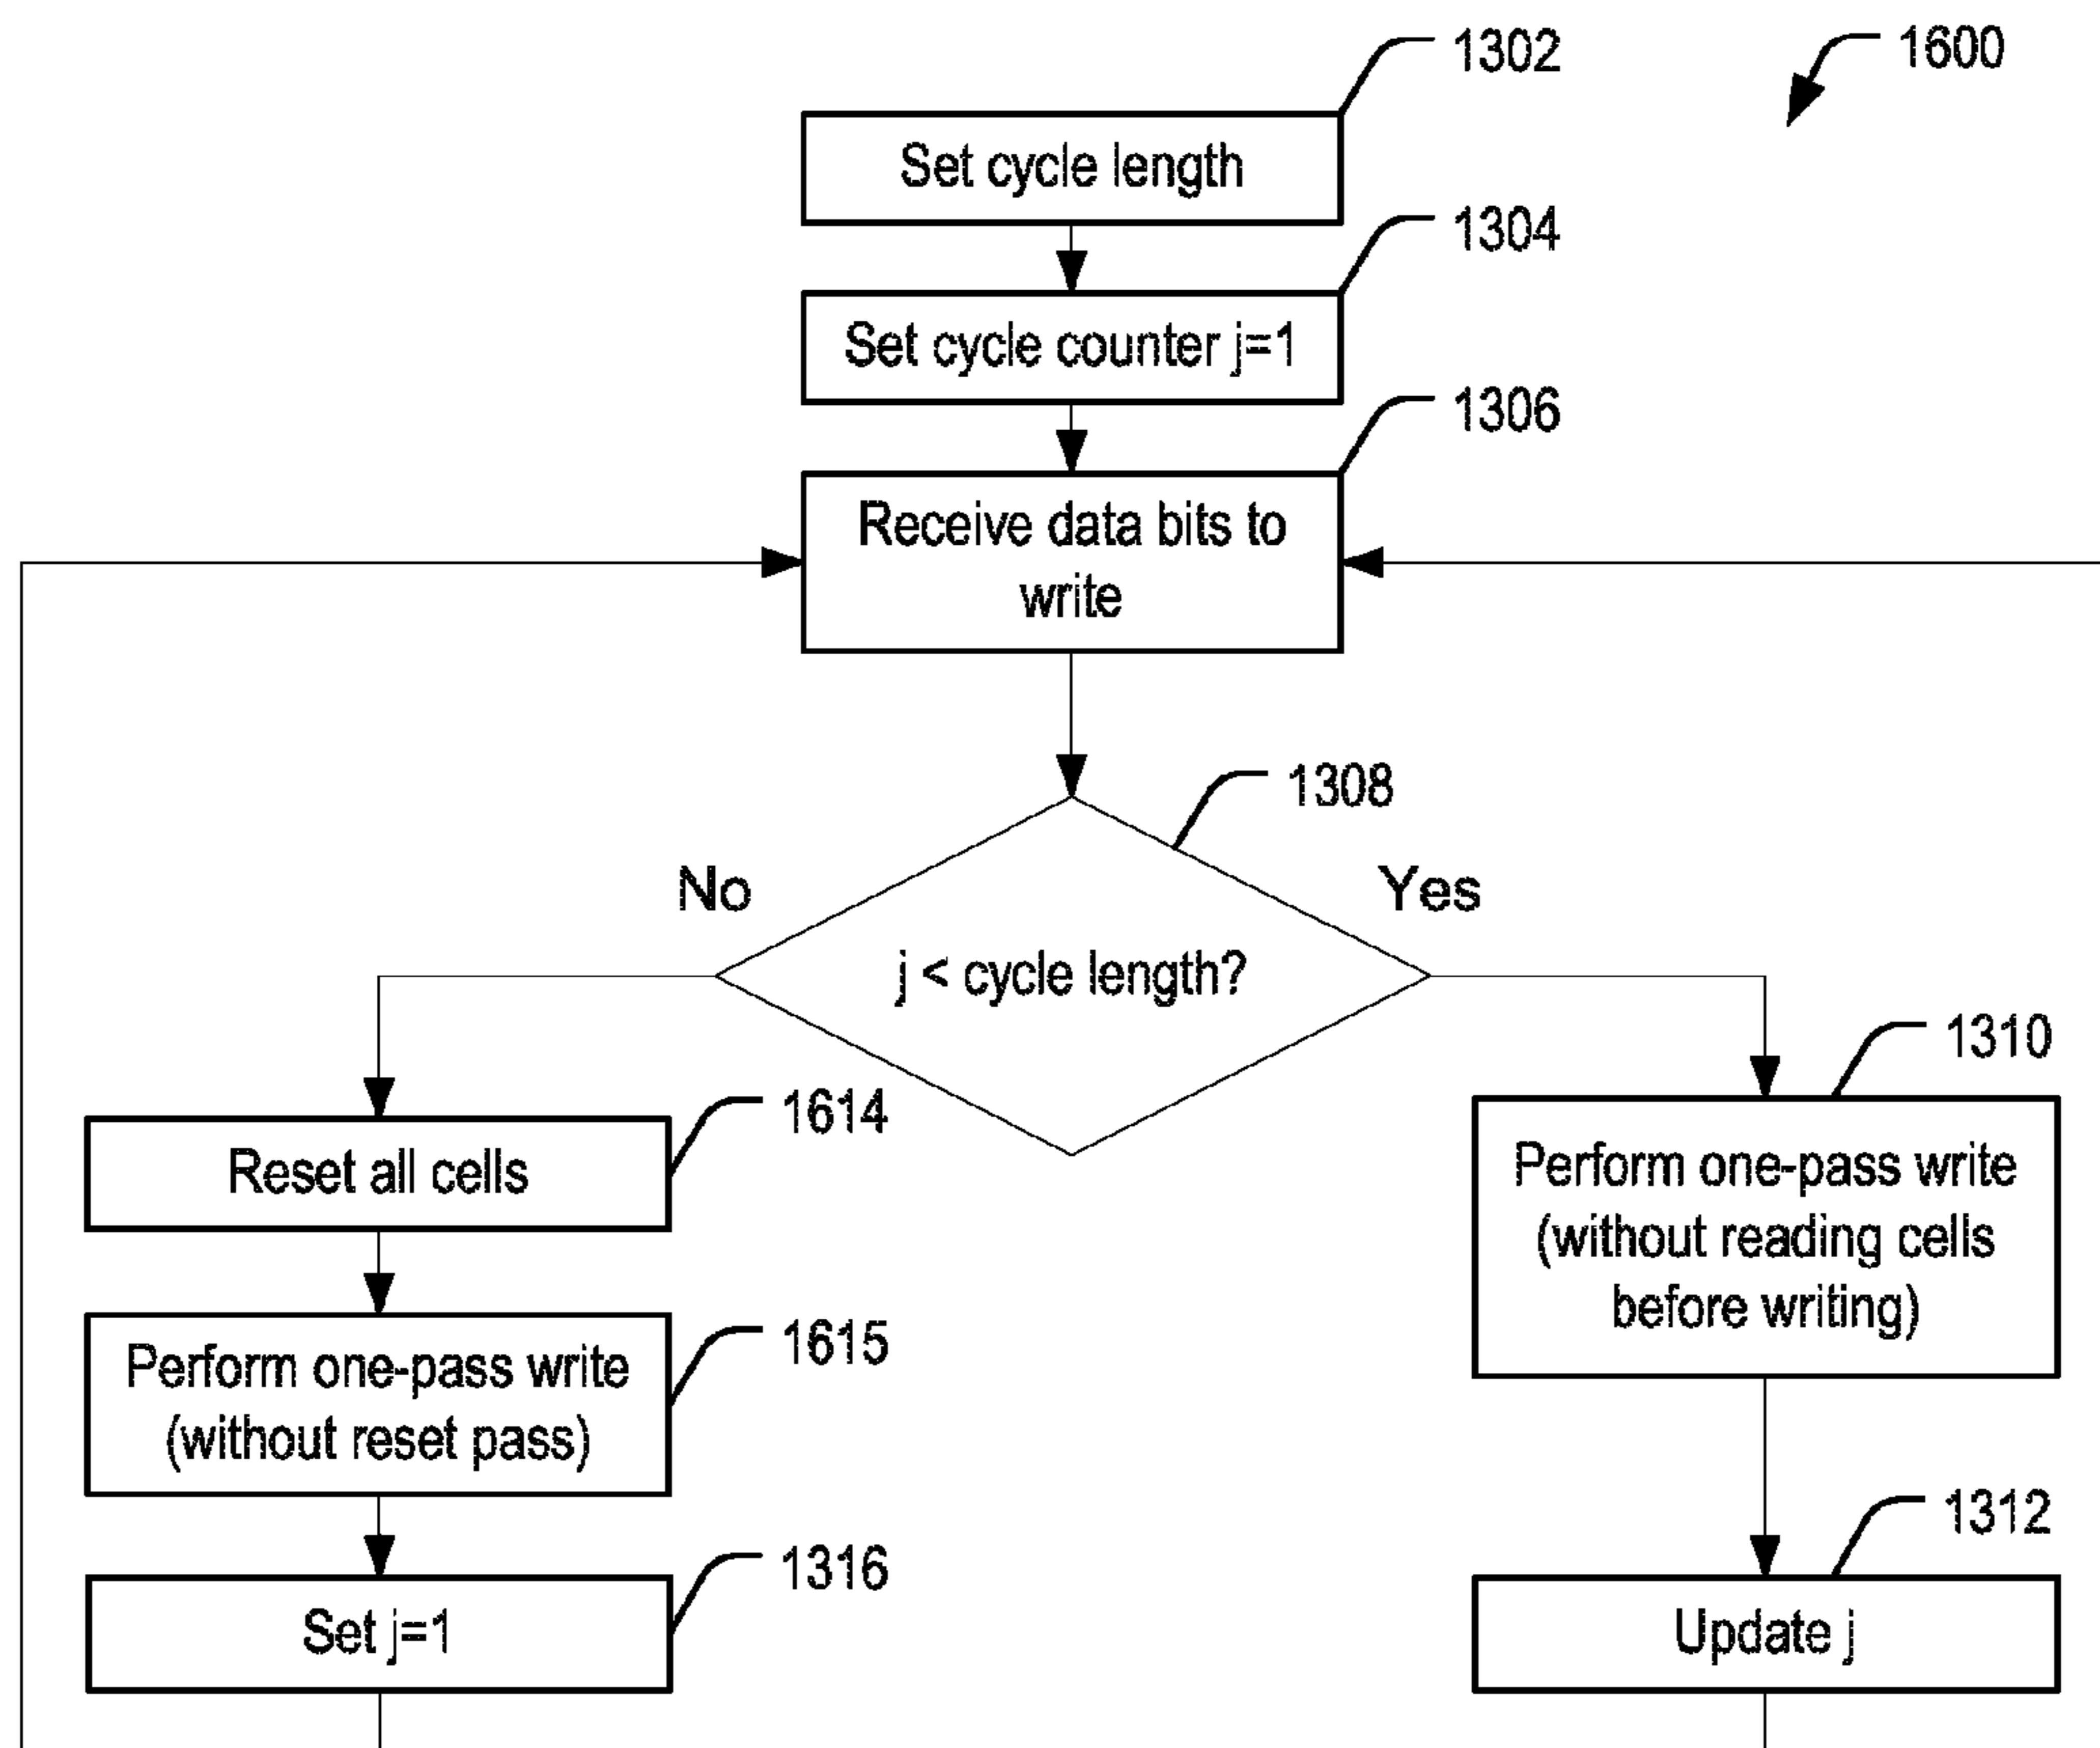 1302
1600
Set cycle length
1304
Set cycle counter j=1
1306
Receive data bits to
write
1308
No
Yes
j < cycle length?
1310
1614
Reset all cells
Perform one-pass write
(without reading cells
before writing)
1615
Perform one-pass write
(without reset pass)
1312
1316
Set j=1
Update j